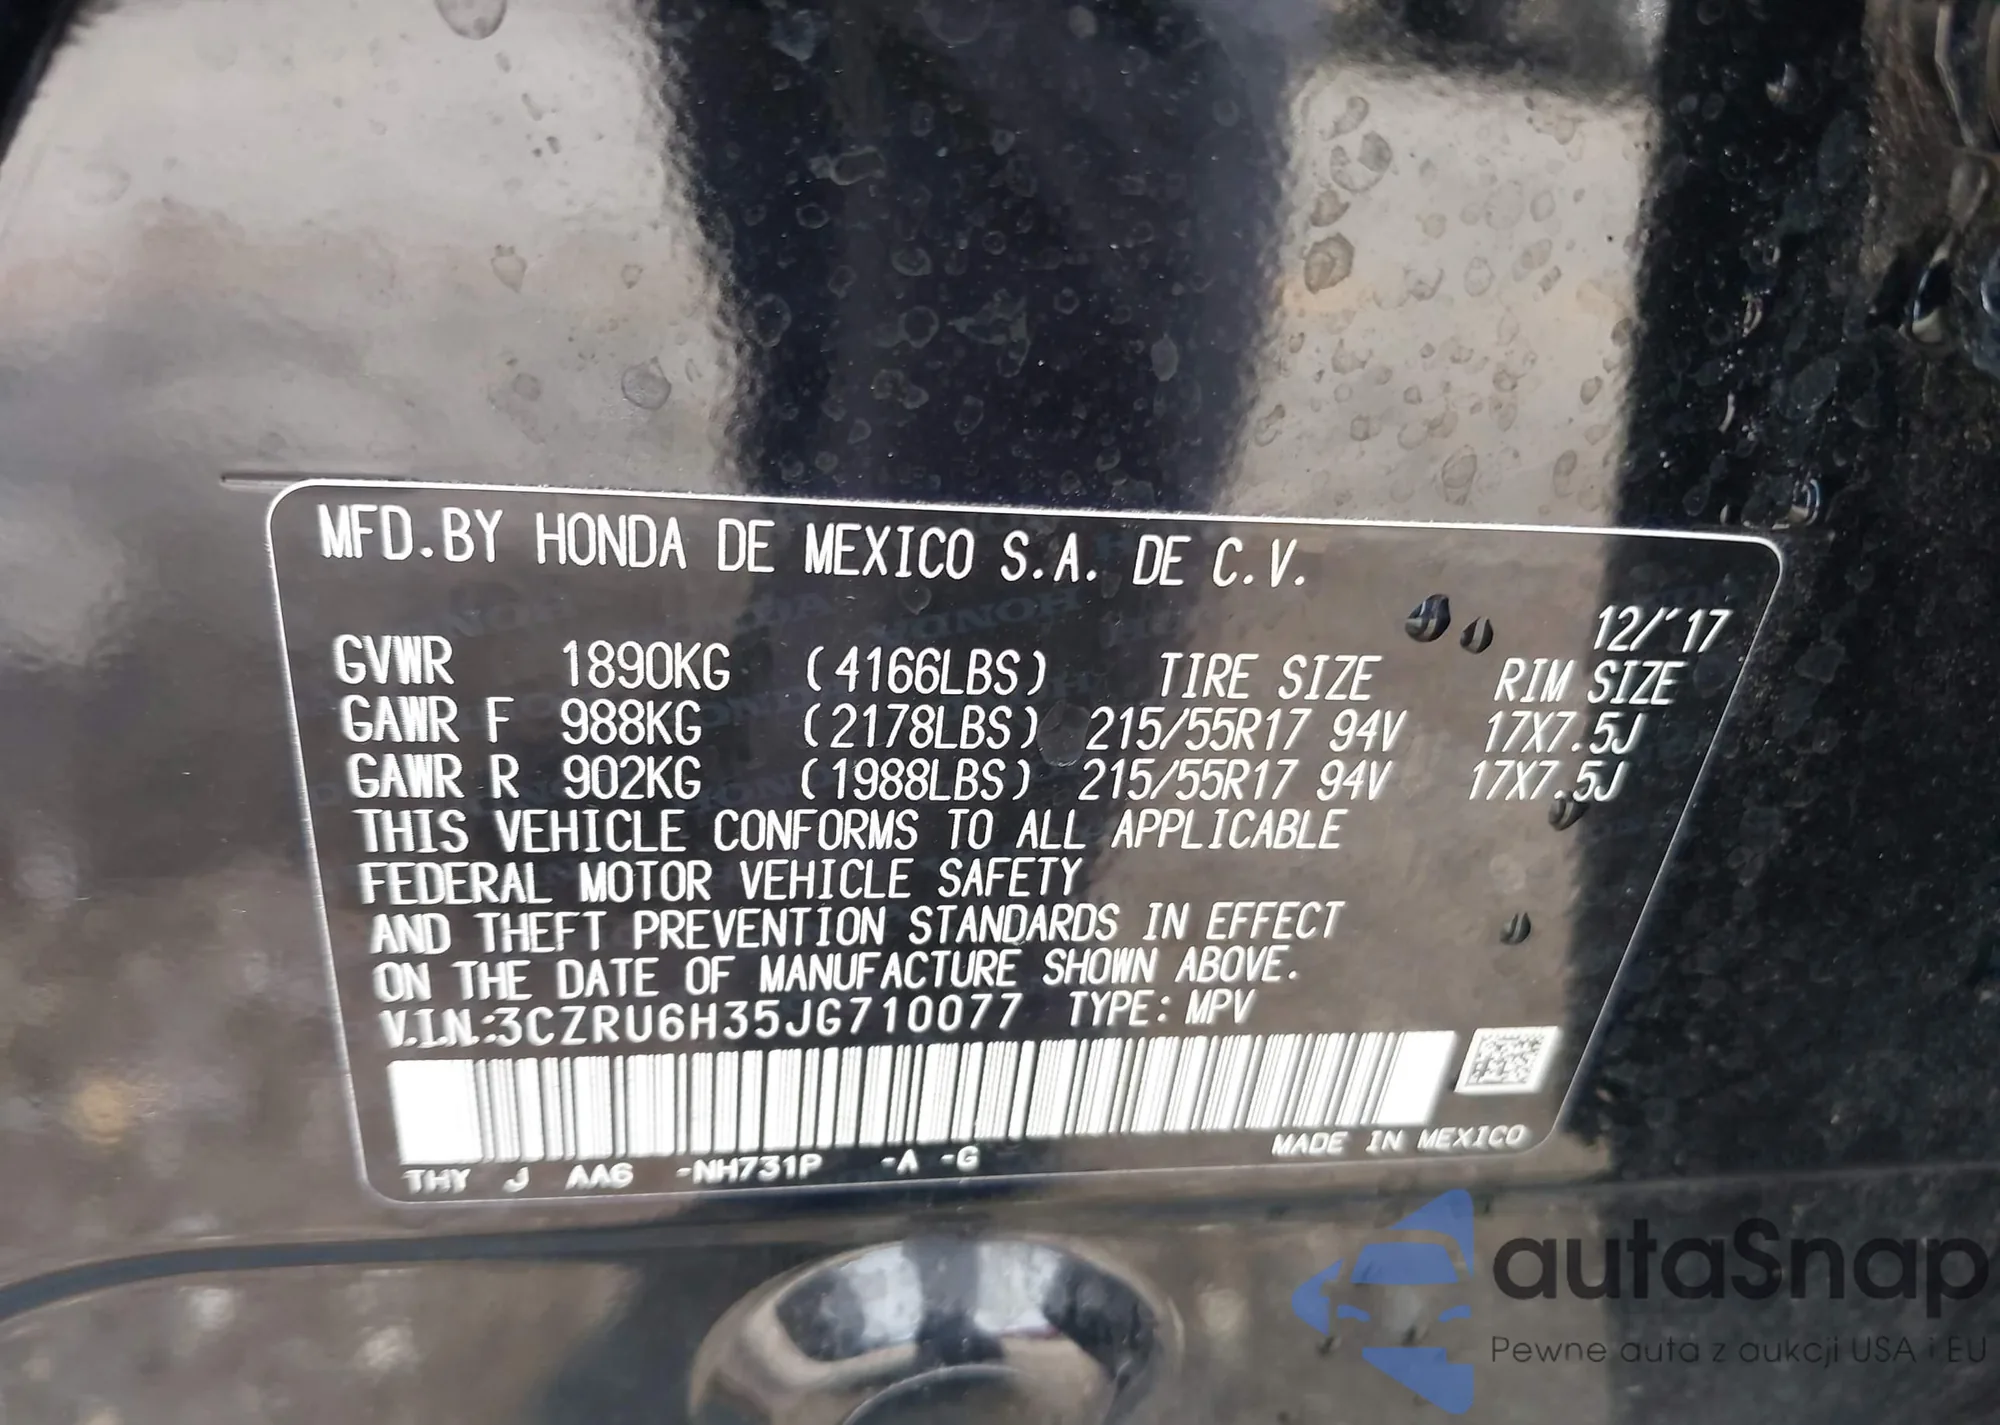 MFD.BY HONDA DE MEXICO S.A. DE C.V.
12/'17
GVWR 1890KG (4166LBS) TIRE SIZE RIM SIZE
GAWR F 988KG (2178LBS) 215/55R17 94V 17X7.5J
GAWR R 902KG (1988LBS) 215/55R17 94V 17X7.5J
THIS VEHICLE CONFORMS TO ALL APPLICABLE
FEDERAL MOTOR VEHICLE SAFETY
AND THEFT PREVENTION STANDARDS IN EFFECT
ON THE DATE OF MANUFACTURE SHOWN ABOVE.
V.I.N.:3CZRU6H35JG710077 TYPE: MPV
THY J AA6 -NH731P -A -G
MADE IN MEXICO
autaSnap
Pewne auta z aukcji USA i EU